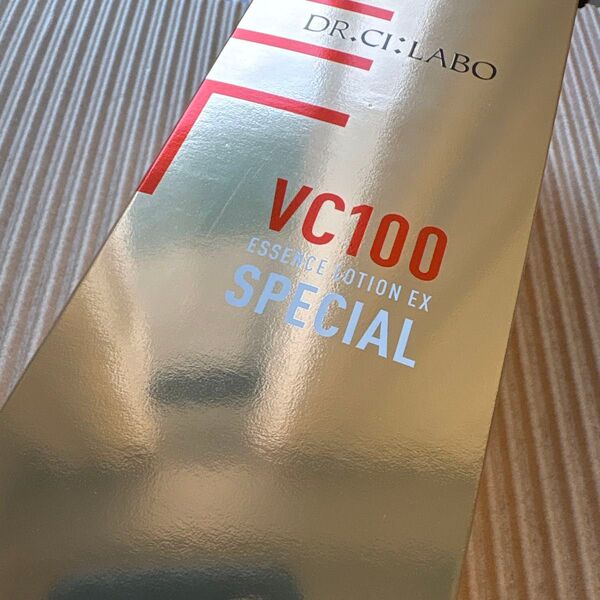 DR.CI:LABO
VC100
ESSENCE LOTION EX
SPECIAL